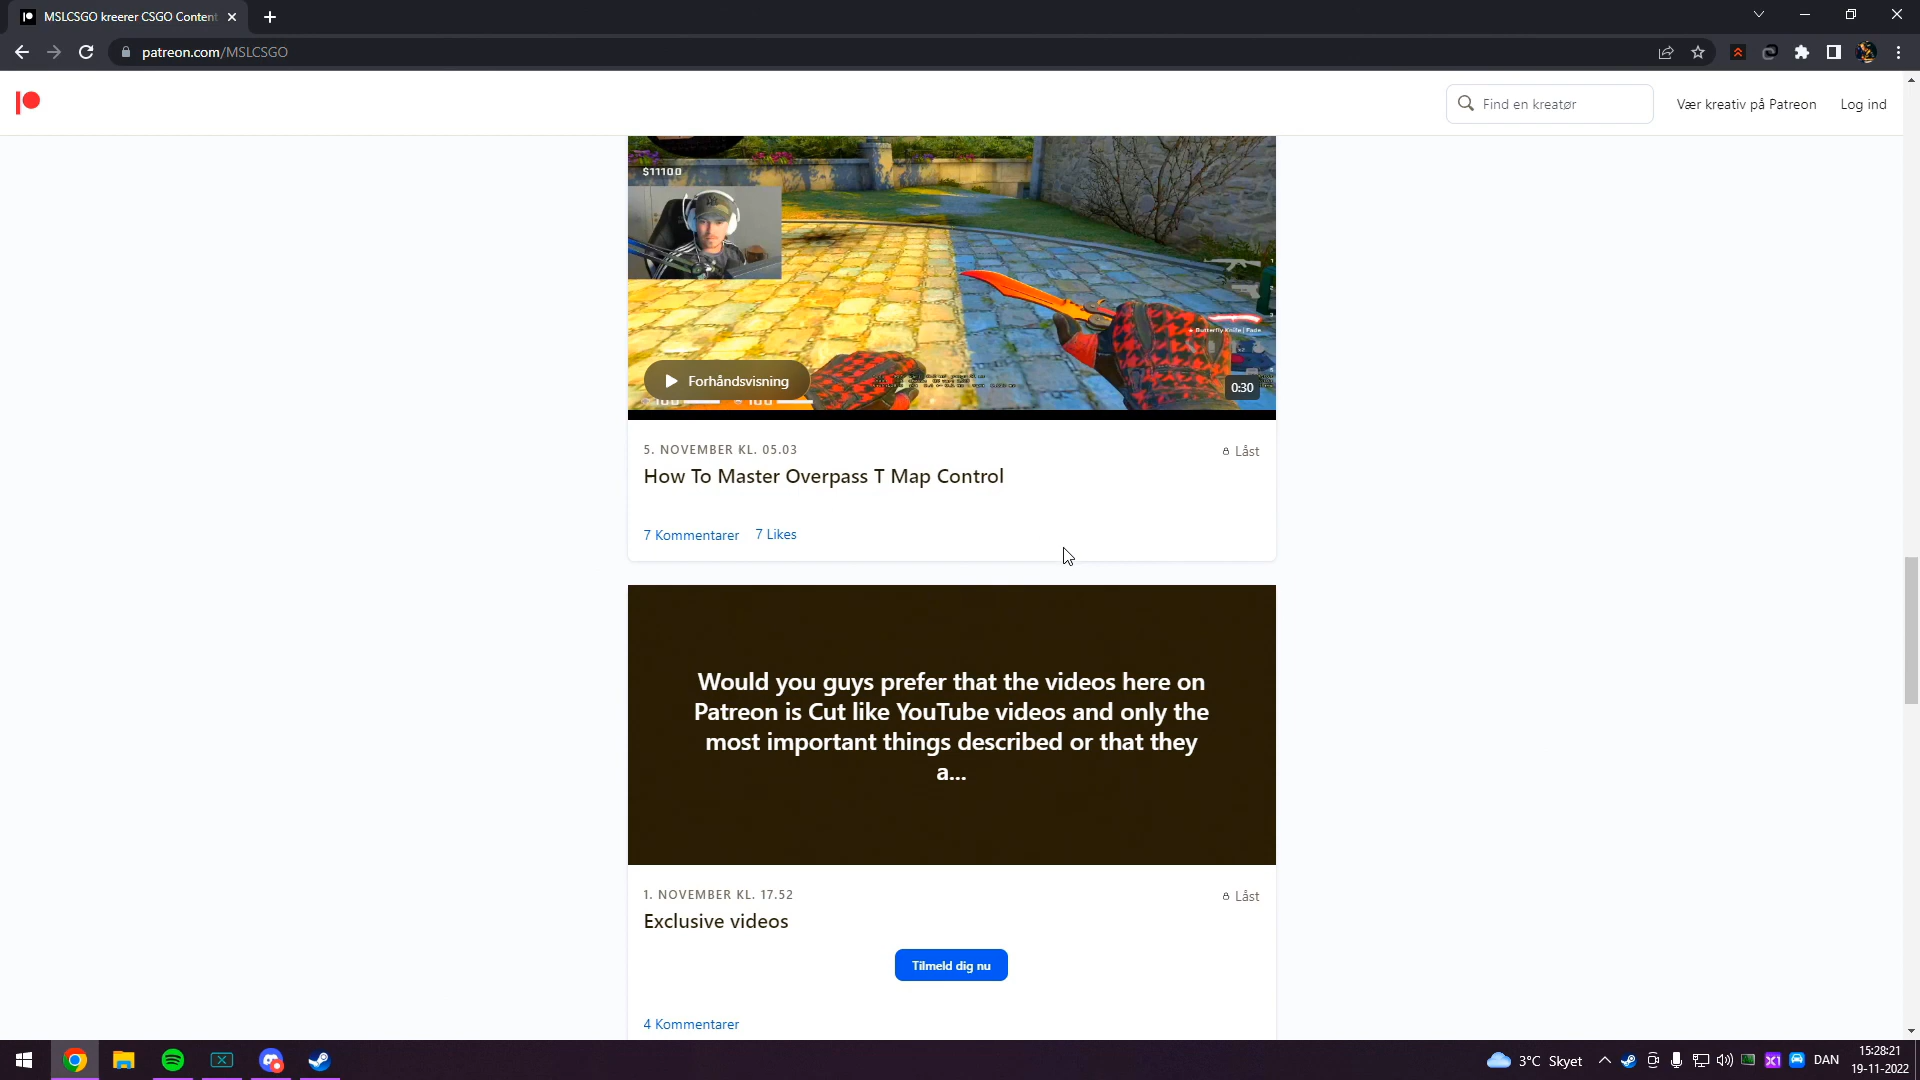 MSLCSGO kreerer CSGO Content
patreon.com/MSLCSGO
Find en kreatør
Vær kreativ på Patreon
Log ind
$11100
★ Butterfly Knife | Fade
Forhåndsvisning
0:30
5. NOVEMBER KL. 05.03
Låst
How To Master Overpass T Map Control
7 Kommentarer
7 Likes
Would you guys prefer that the videos here on
Patreon is Cut like YouTube videos and only the
most important things described or that they
a...
1. NOVEMBER KL. 17.52
Låst
Exclusive videos
Tilmeld dig nu
4 Kommentarer
3°C Skyet
DAN
15:28:21
19-11-2022